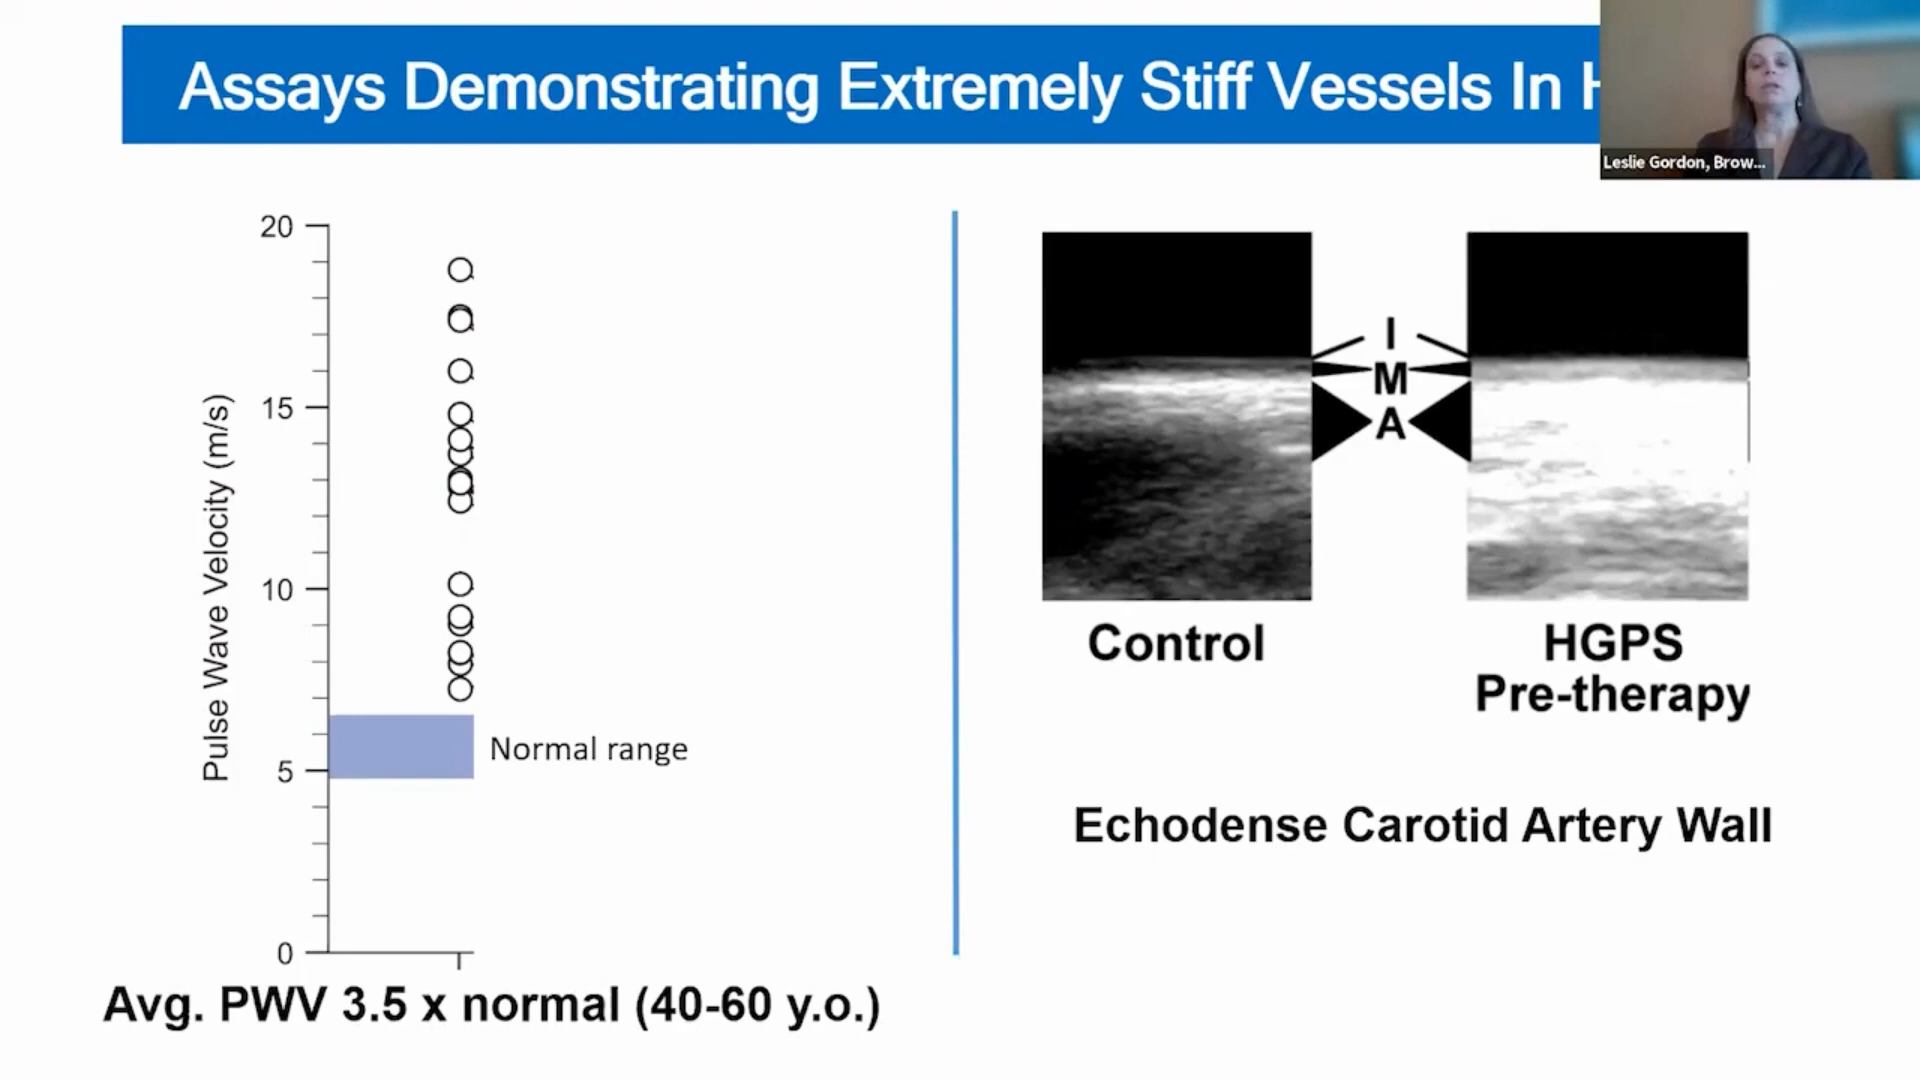 Assays Demonstrating Extremely Stiff Vessels In H
Leslie Gordon, Brow...
20
15
10
5
0
Pulse Wave Velocity (m/s)
Normal range
Avg. PWV 3.5 x normal (40-60 y.o.)
I
M
A
Control
HGPS
Pre-therapy
Echodense Carotid Artery Wall